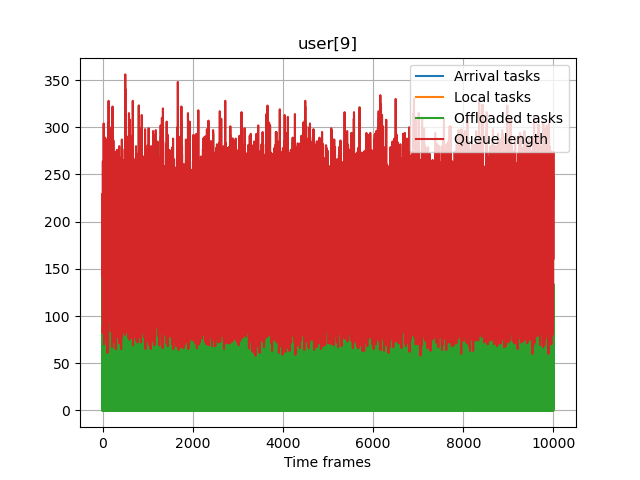 user[9]
Arrival tasks
Local tasks
Offloaded tasks
Queue length
350
300
250
200
150
100
50
0
0 2000 4000 6000 8000 10000
Time frames